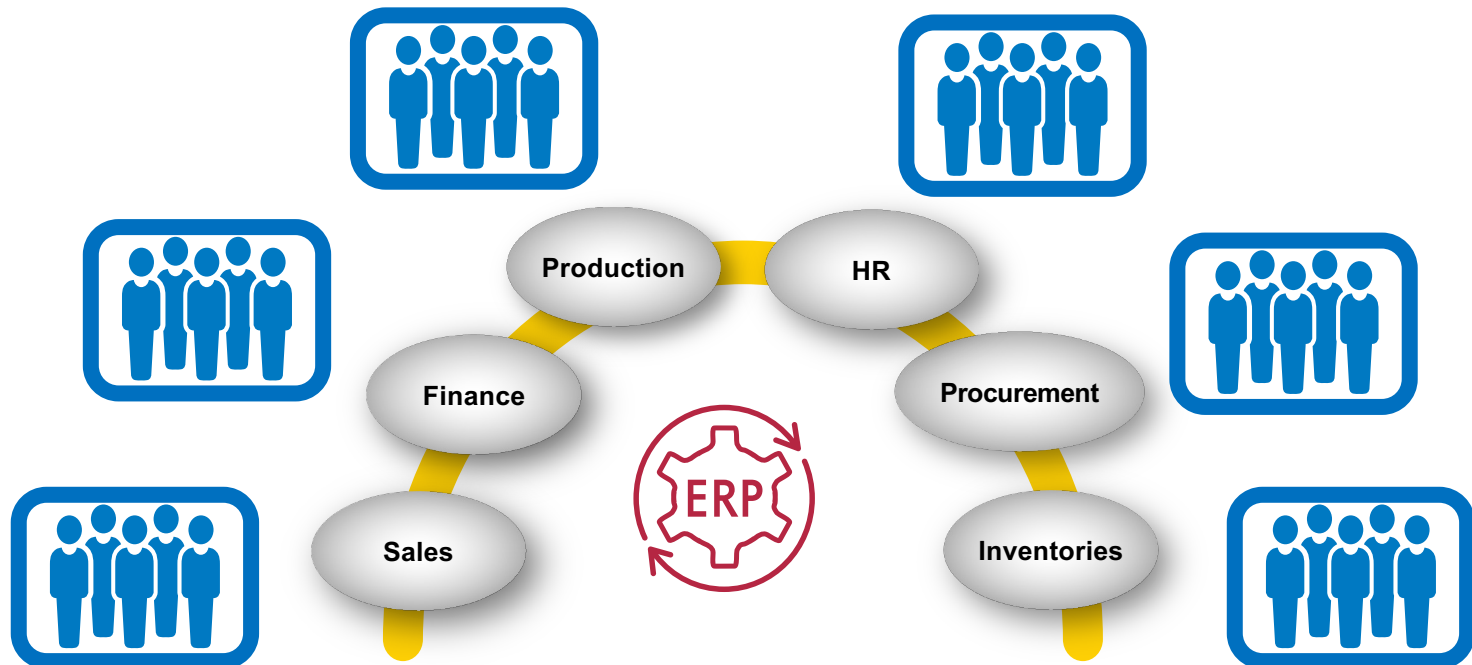 Production
HR
Finance
Procurement
ERP
Sales
Inventories